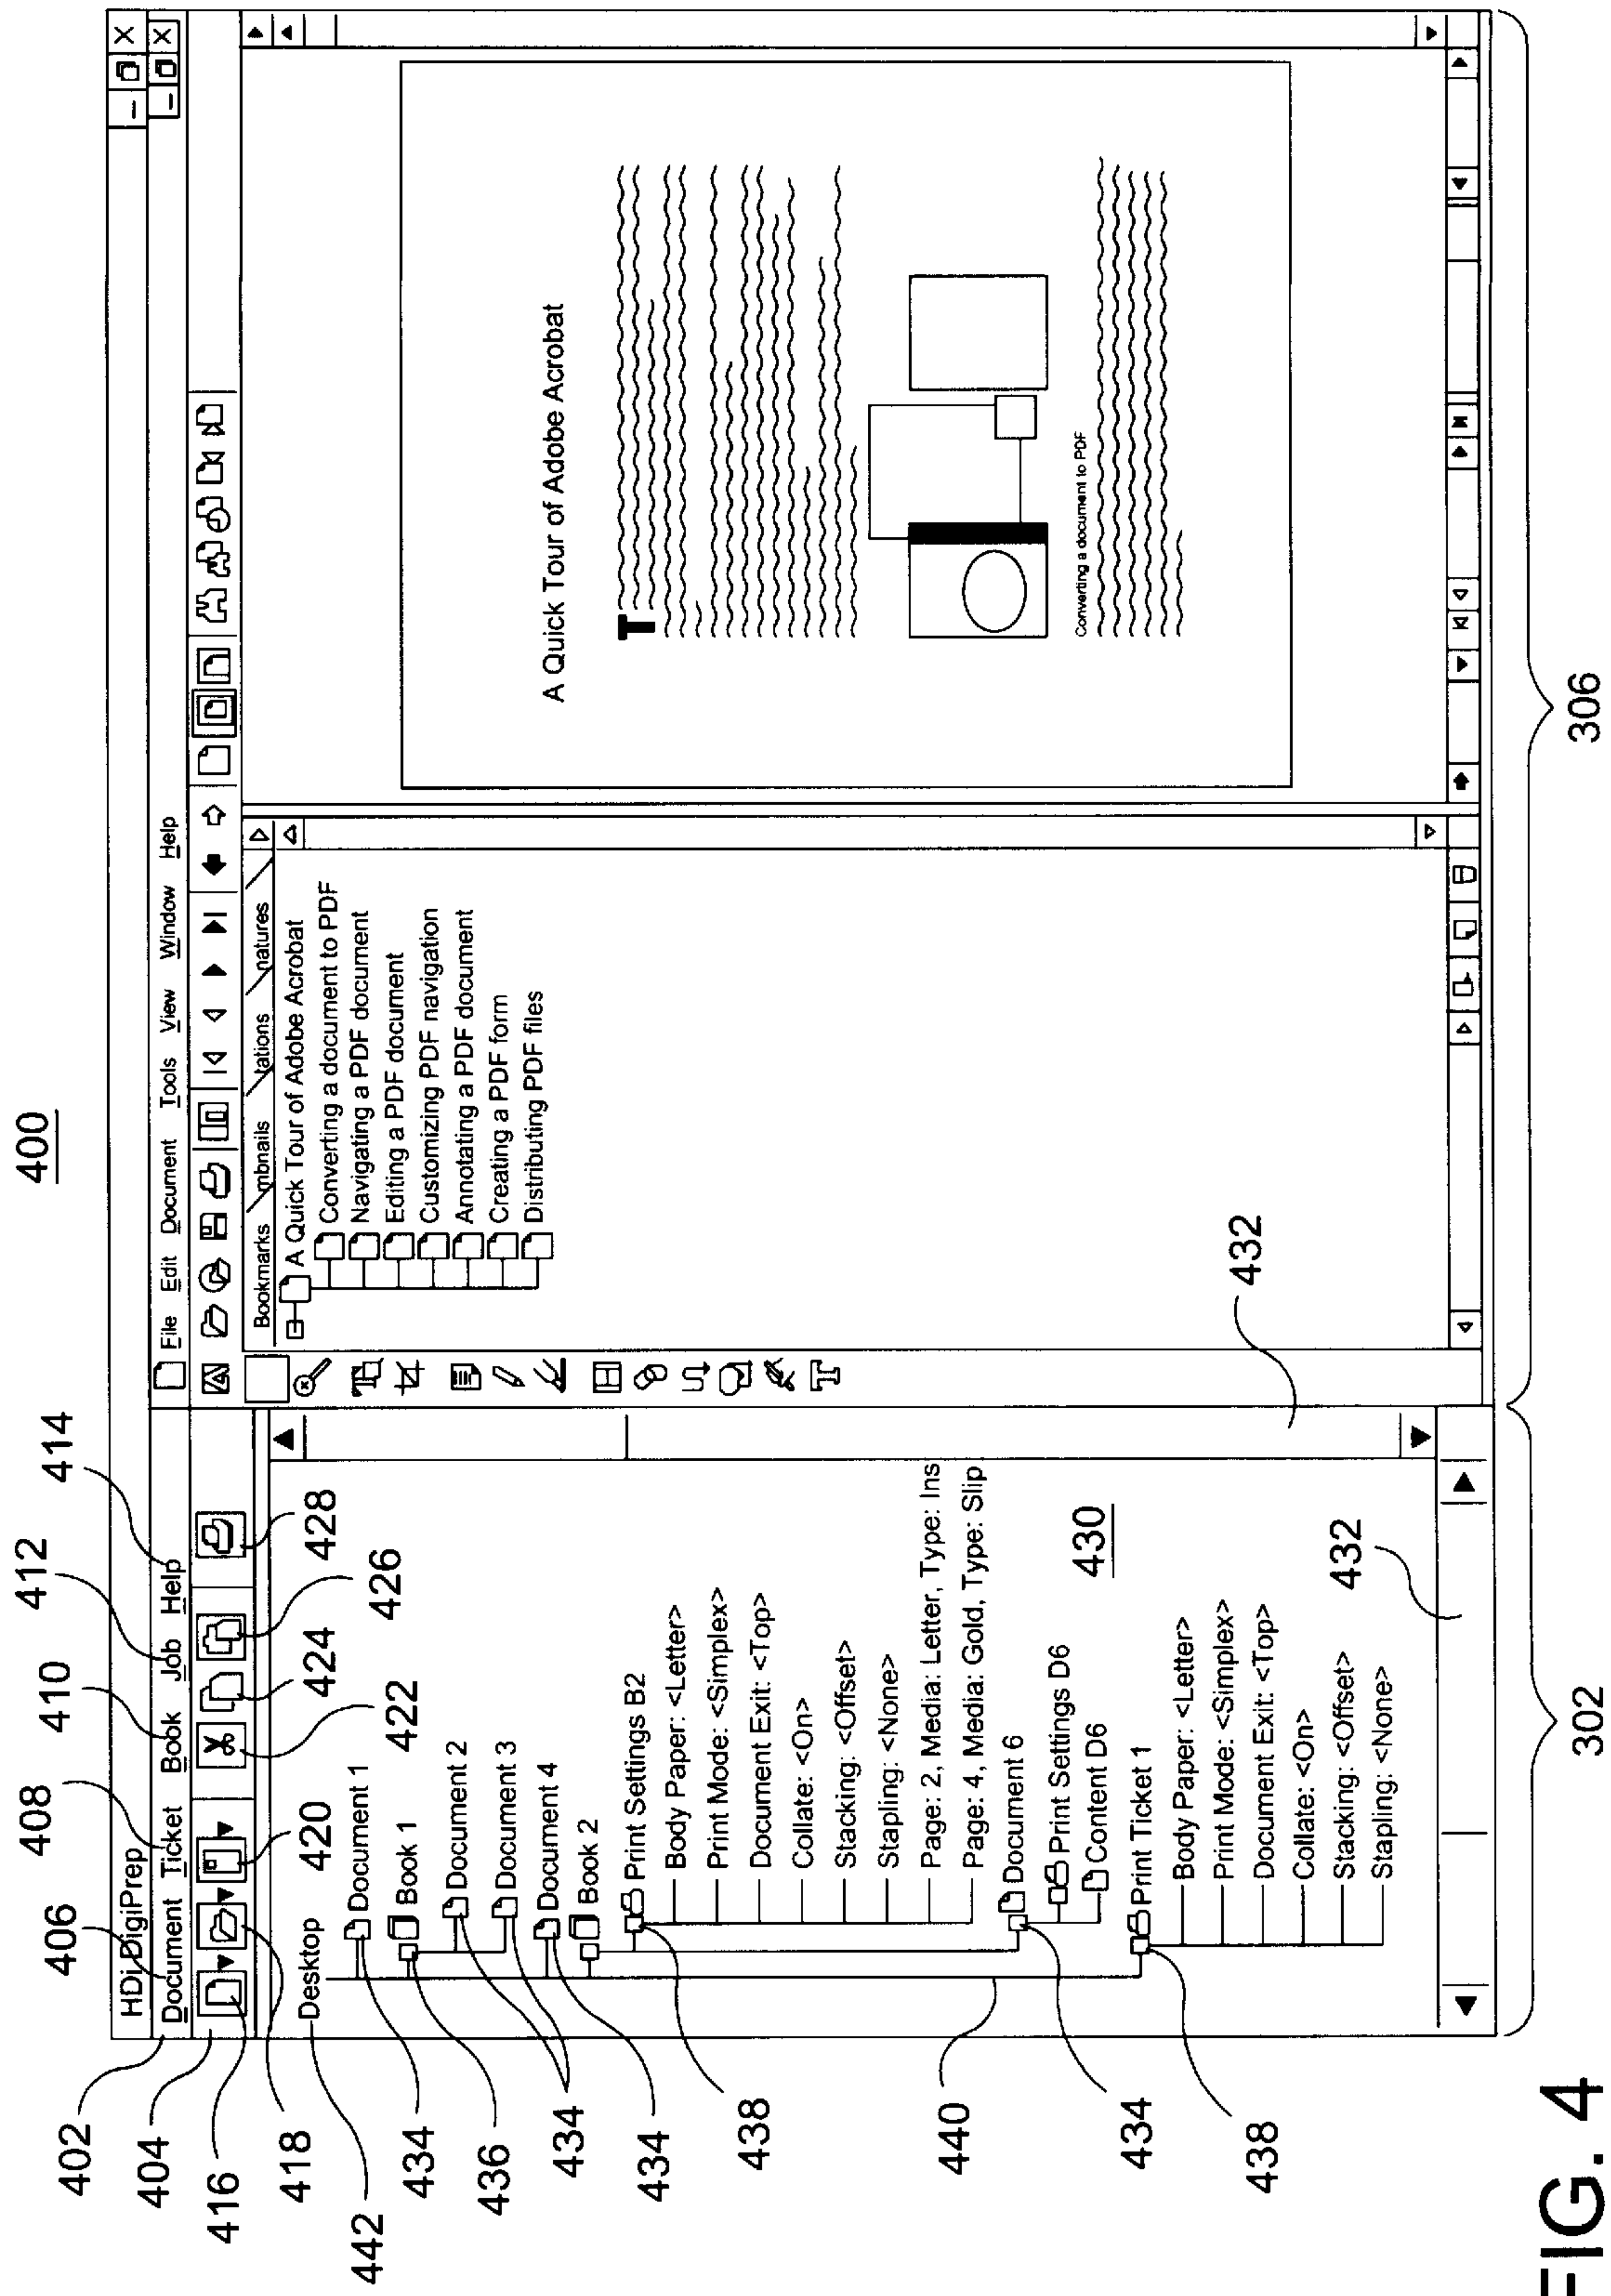 400
402
404
406
408
410
412
414
416
418
420
422
424
426
428
HDi DigiPrep
Document Ticket Book Job Help
File Edit Document Tools View Window Help
Desktop
Document 1
Book 1
Document 2
Document 3
Document 4
Book 2
Print Settings B2
Body Paper: <Letter>
Print Mode: <Simplex>
Document Exit: <Top>
Collate: <On>
Stacking: <Offset>
Stapling: <None>
Page: 2, Media: Letter, Type: Ins
Page: 4, Media: Gold, Type: Slip
Document 6
Print Settings D6
Content D6
Print Ticket 1
Body Paper: <Letter>
Print Mode: <Simplex>
Document Exit: <Top>
Collate: <On>
Stacking: <Offset>
Stapling: <None>
442
434
436
434
434
438
440
434
438
430
432
432
Bookmarks mbnails tations natures
A Quick Tour of Adobe Acrobat
Converting a document to PDF
Navigating a PDF document
Editing a PDF document
Customizing PDF navigation
Annotating a PDF document
Creating a PDF form
Distributing PDF files
A Quick Tour of Adobe Acrobat
T
Converting a document to PDF
302
306
FIG. 4